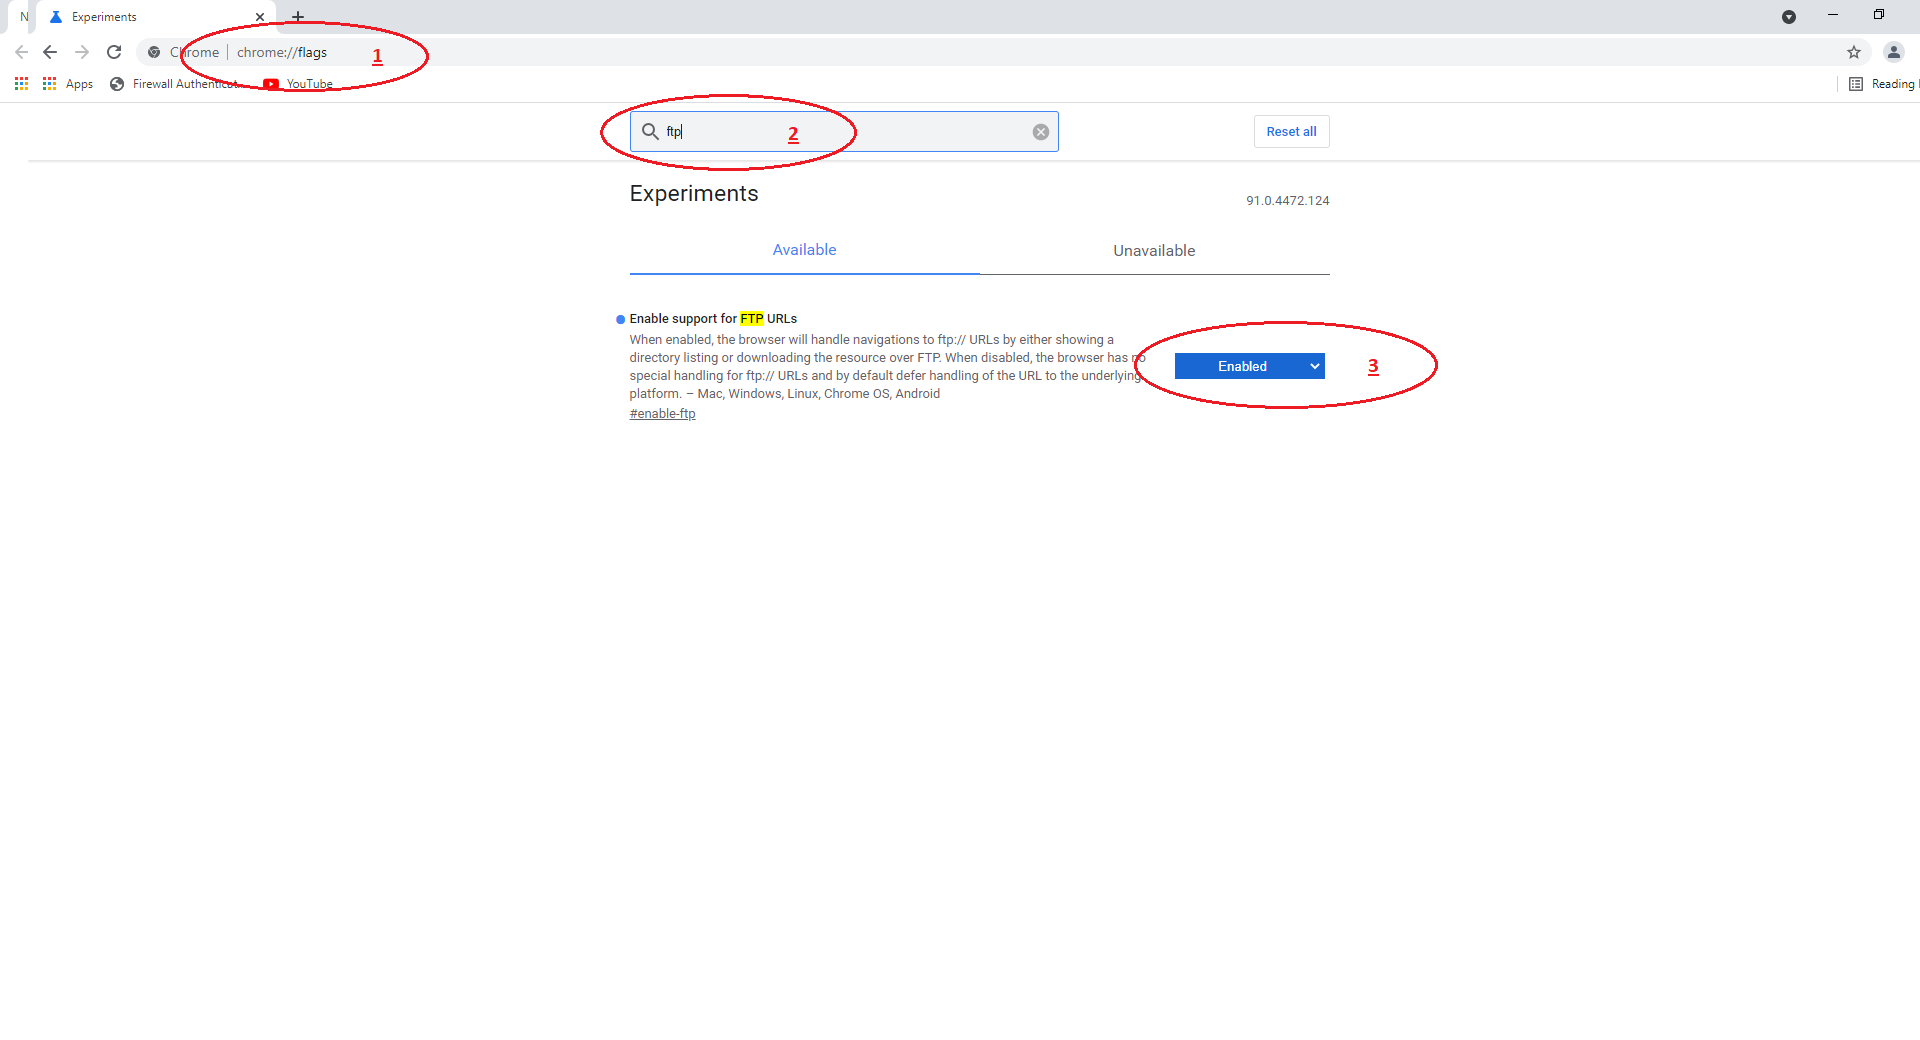 N Experiments
Chrome chrome://flags 1
Apps Firewall Authenticat. YouTube Reading
ftp 2 Reset all
Experiments
91.0.4472.124
Available Unavailable
Enable support for FTP URLs
When enabled, the browser will handle navigations to ftp:// URLs by either showing a
directory listing or downloading the resource over FTP. When disabled, the browser has no
special handling for ftp:// URLs and by default defer handling of the URL to the underlying
platform. – Mac, Windows, Linux, Chrome OS, Android
#enable-ftp
Enabled 3